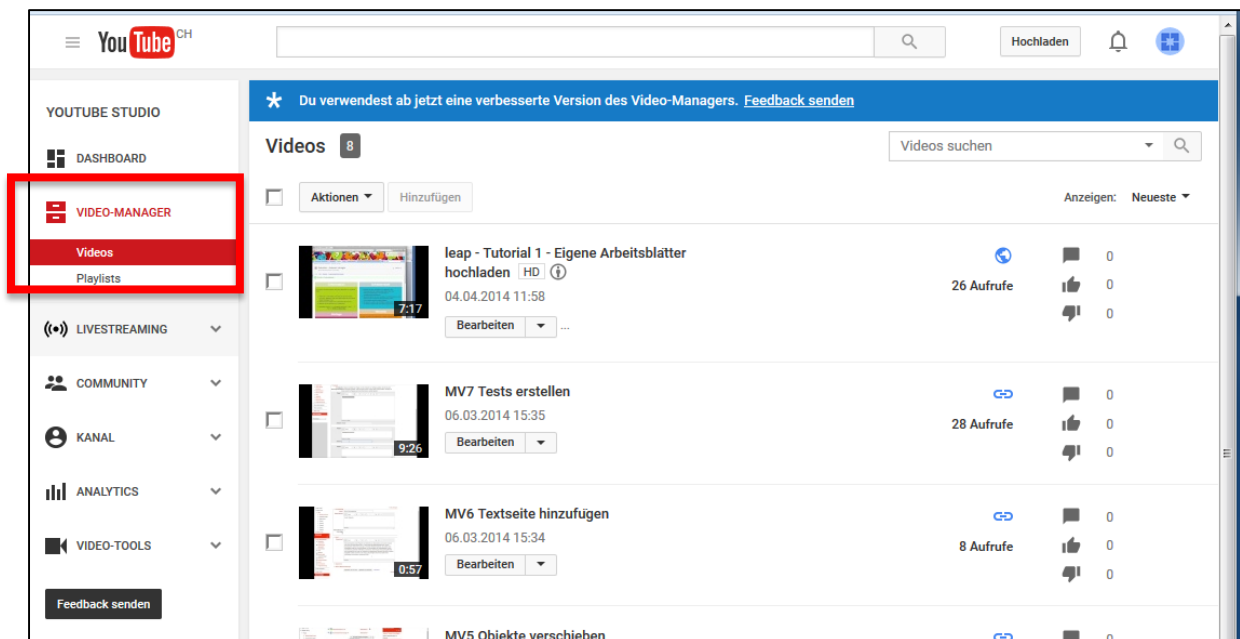 YouTube CH
Hochladen
YOUTUBE STUDIO
DASHBOARD
VIDEO-MANAGER
Videos
Playlists
((•)) LIVESTREAMING
COMMUNITY
KANAL
ANALYTICS
VIDEO-TOOLS
Feedback senden
Du verwendest ab jetzt eine verbesserte Version des Video-Managers. Feedback senden
Videos 8
Videos suchen
Aktionen Hinzufügen
Anzeigen: Neueste
leap - Tutorial 1 - Eigene Arbeitsblätter
hochladen HD
04.04.2014 11:58
Bearbeiten ...
7:17
26 Aufrufe
0
0
0
MV7 Tests erstellen
06.03.2014 15:35
Bearbeiten
9:26
28 Aufrufe
0
0
0
MV6 Textseite hinzufügen
06.03.2014 15:34
Bearbeiten
0:57
8 Aufrufe
0
0
0
MV5 Objekte verschieben
0